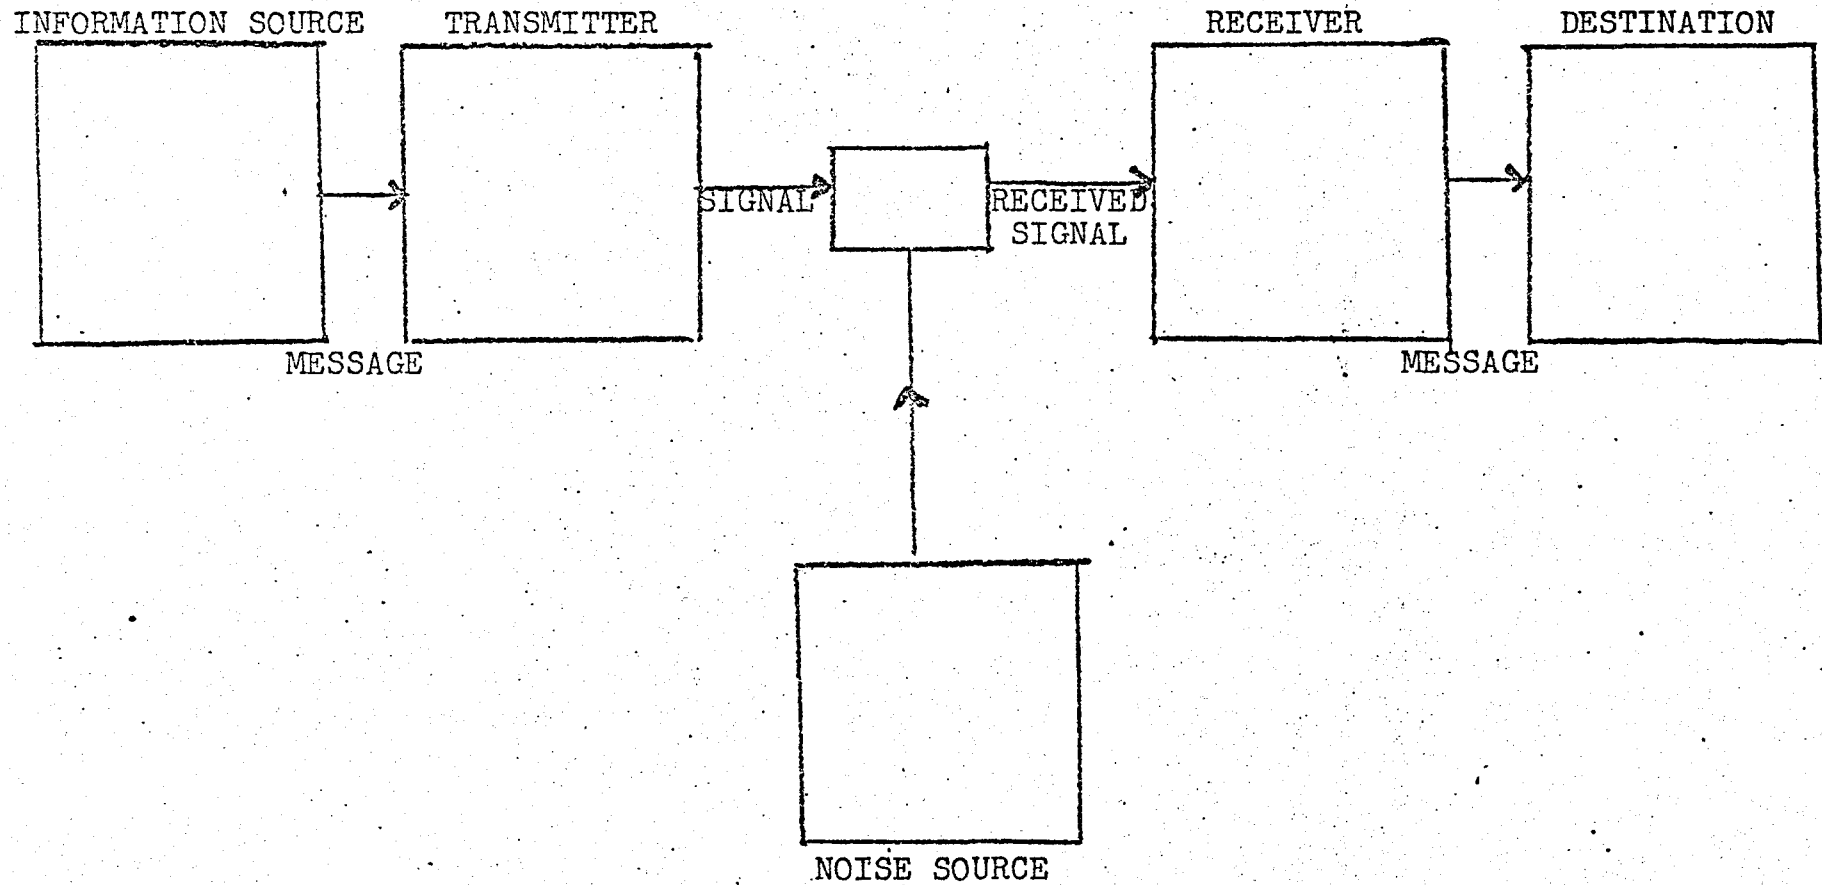 INFORMATION SOURCE
TRANSMITTER
RECEIVER
DESTINATION
SIGNAL
RECEIVED
SIGNAL
MESSAGE
MESSAGE
NOISE SOURCE